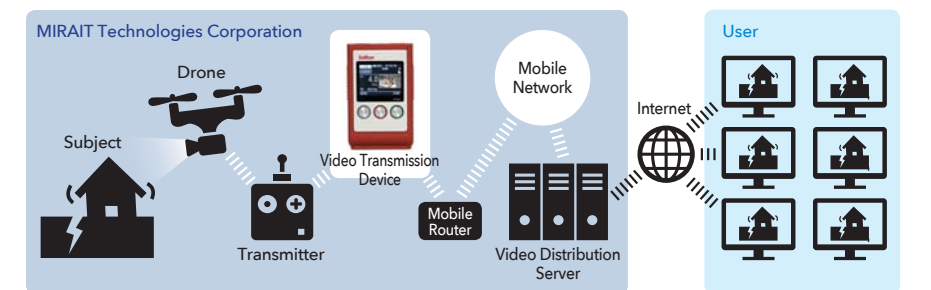 MIRAIT Technologies Corporation
User
Drone
Mobile
Network
Internet
Subject
Video Transmission
Device
Mobile
Router
Transmitter
Video Distribution
Server